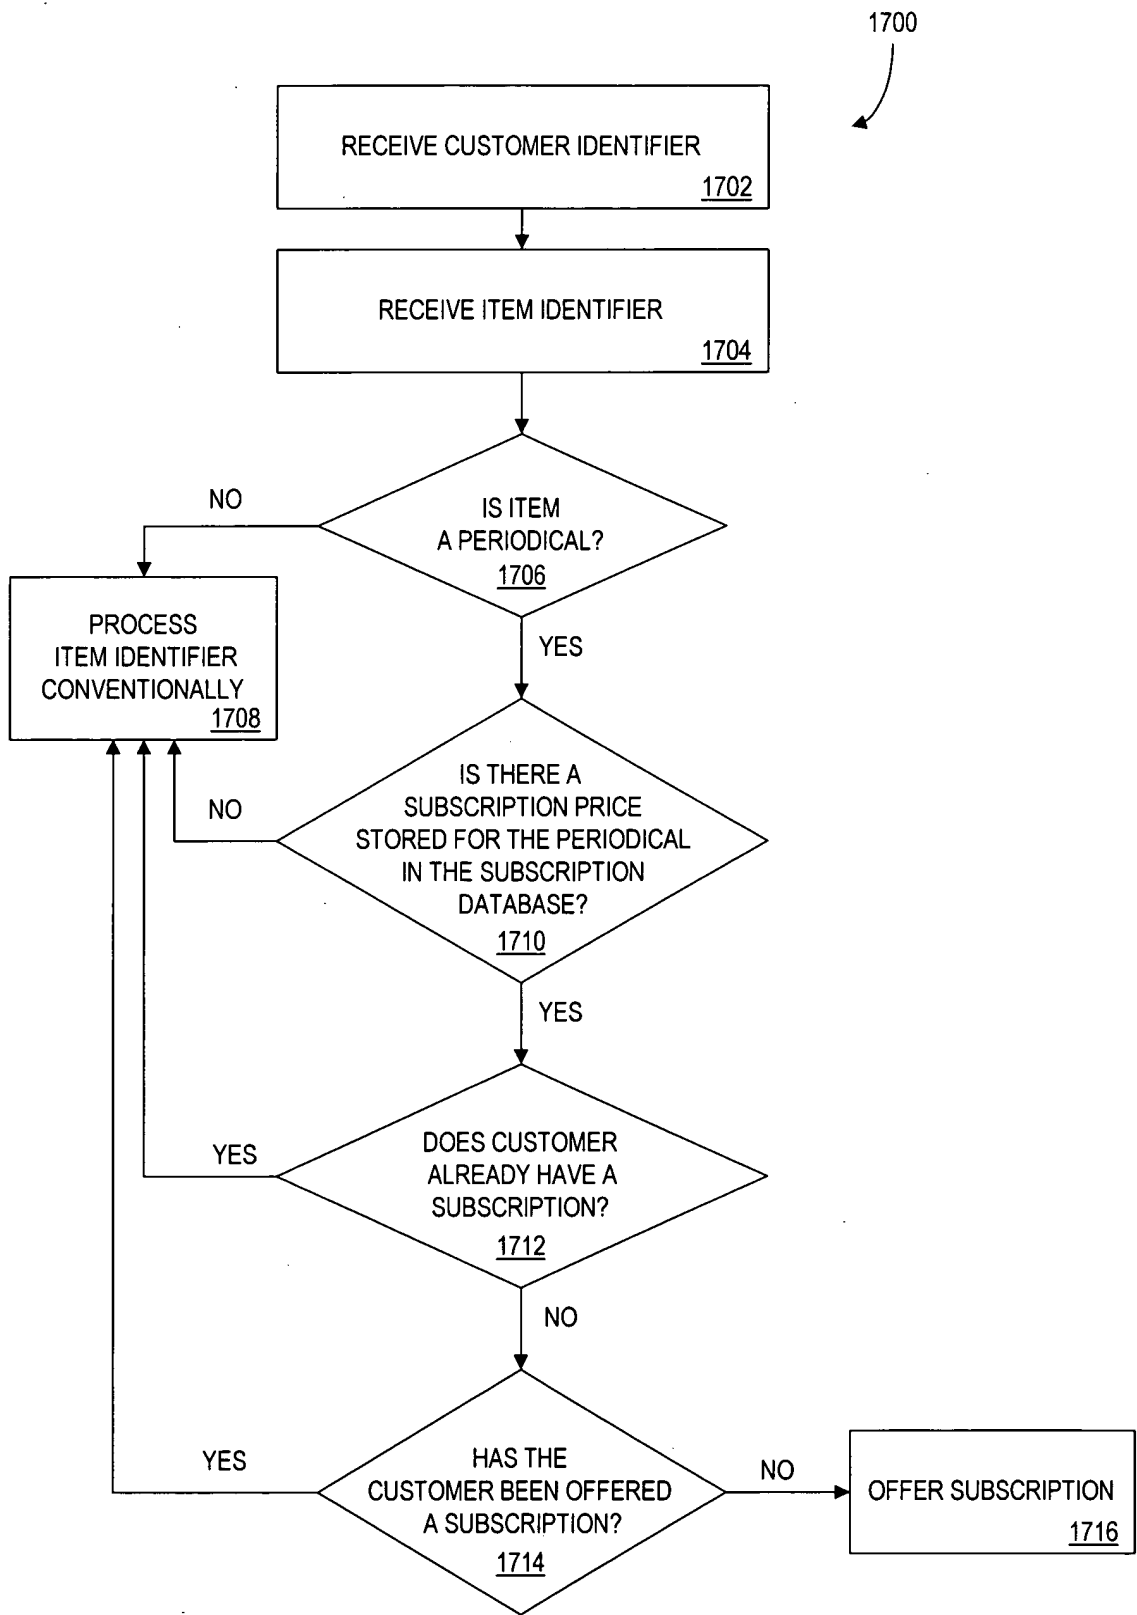 1700
RECEIVE CUSTOMER IDENTIFIER
1702
RECEIVE ITEM IDENTIFIER
1704
NO
IS ITEM
A PERIODICAL?
1706
YES
PROCESS
ITEM IDENTIFIER
CONVENTIONALLY
1708
NO
IS THERE A
SUBSCRIPTION PRICE
STORED FOR THE PERIODICAL
IN THE SUBSCRIPTION
DATABASE?
1710
YES
YES
DOES CUSTOMER
ALREADY HAVE A
SUBSCRIPTION?
1712
NO
YES
HAS THE
CUSTOMER BEEN OFFERED
A SUBSCRIPTION?
1714
NO
OFFER SUBSCRIPTION
1716